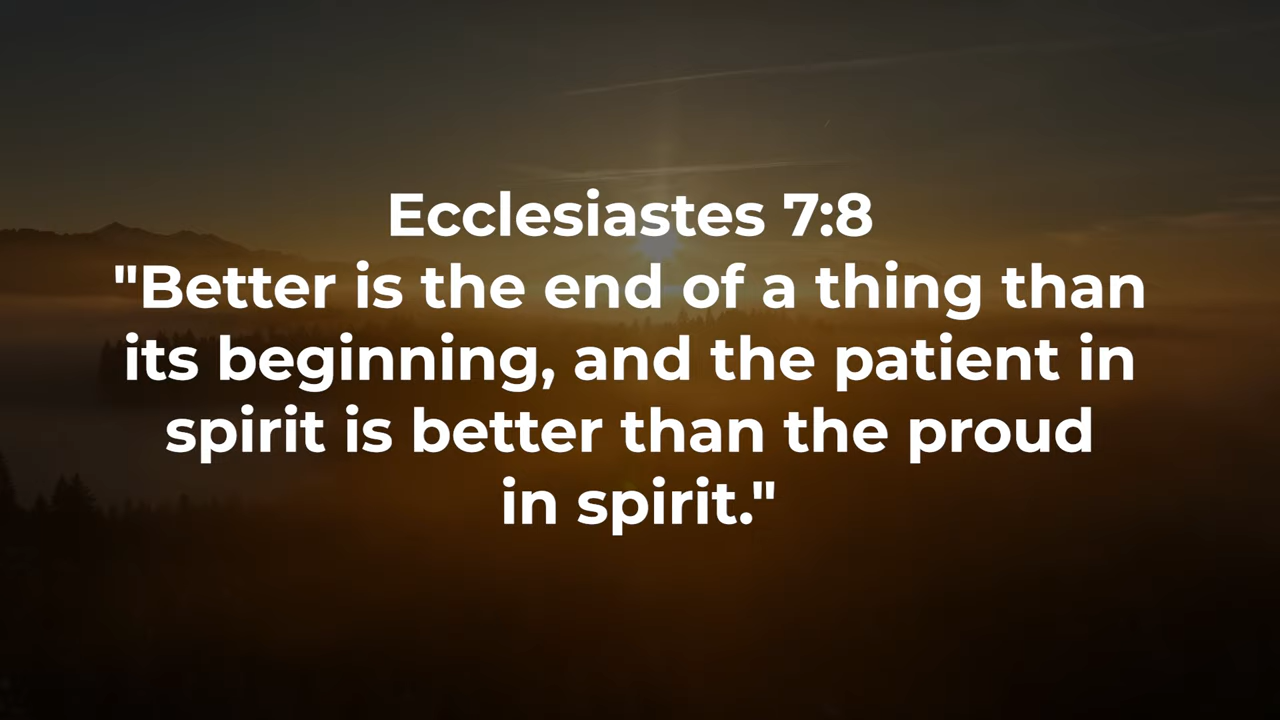 Ecclesiastes 7:8
"Better is the end of a thing than
its beginning, and the patient in
spirit is better than the proud
in spirit."